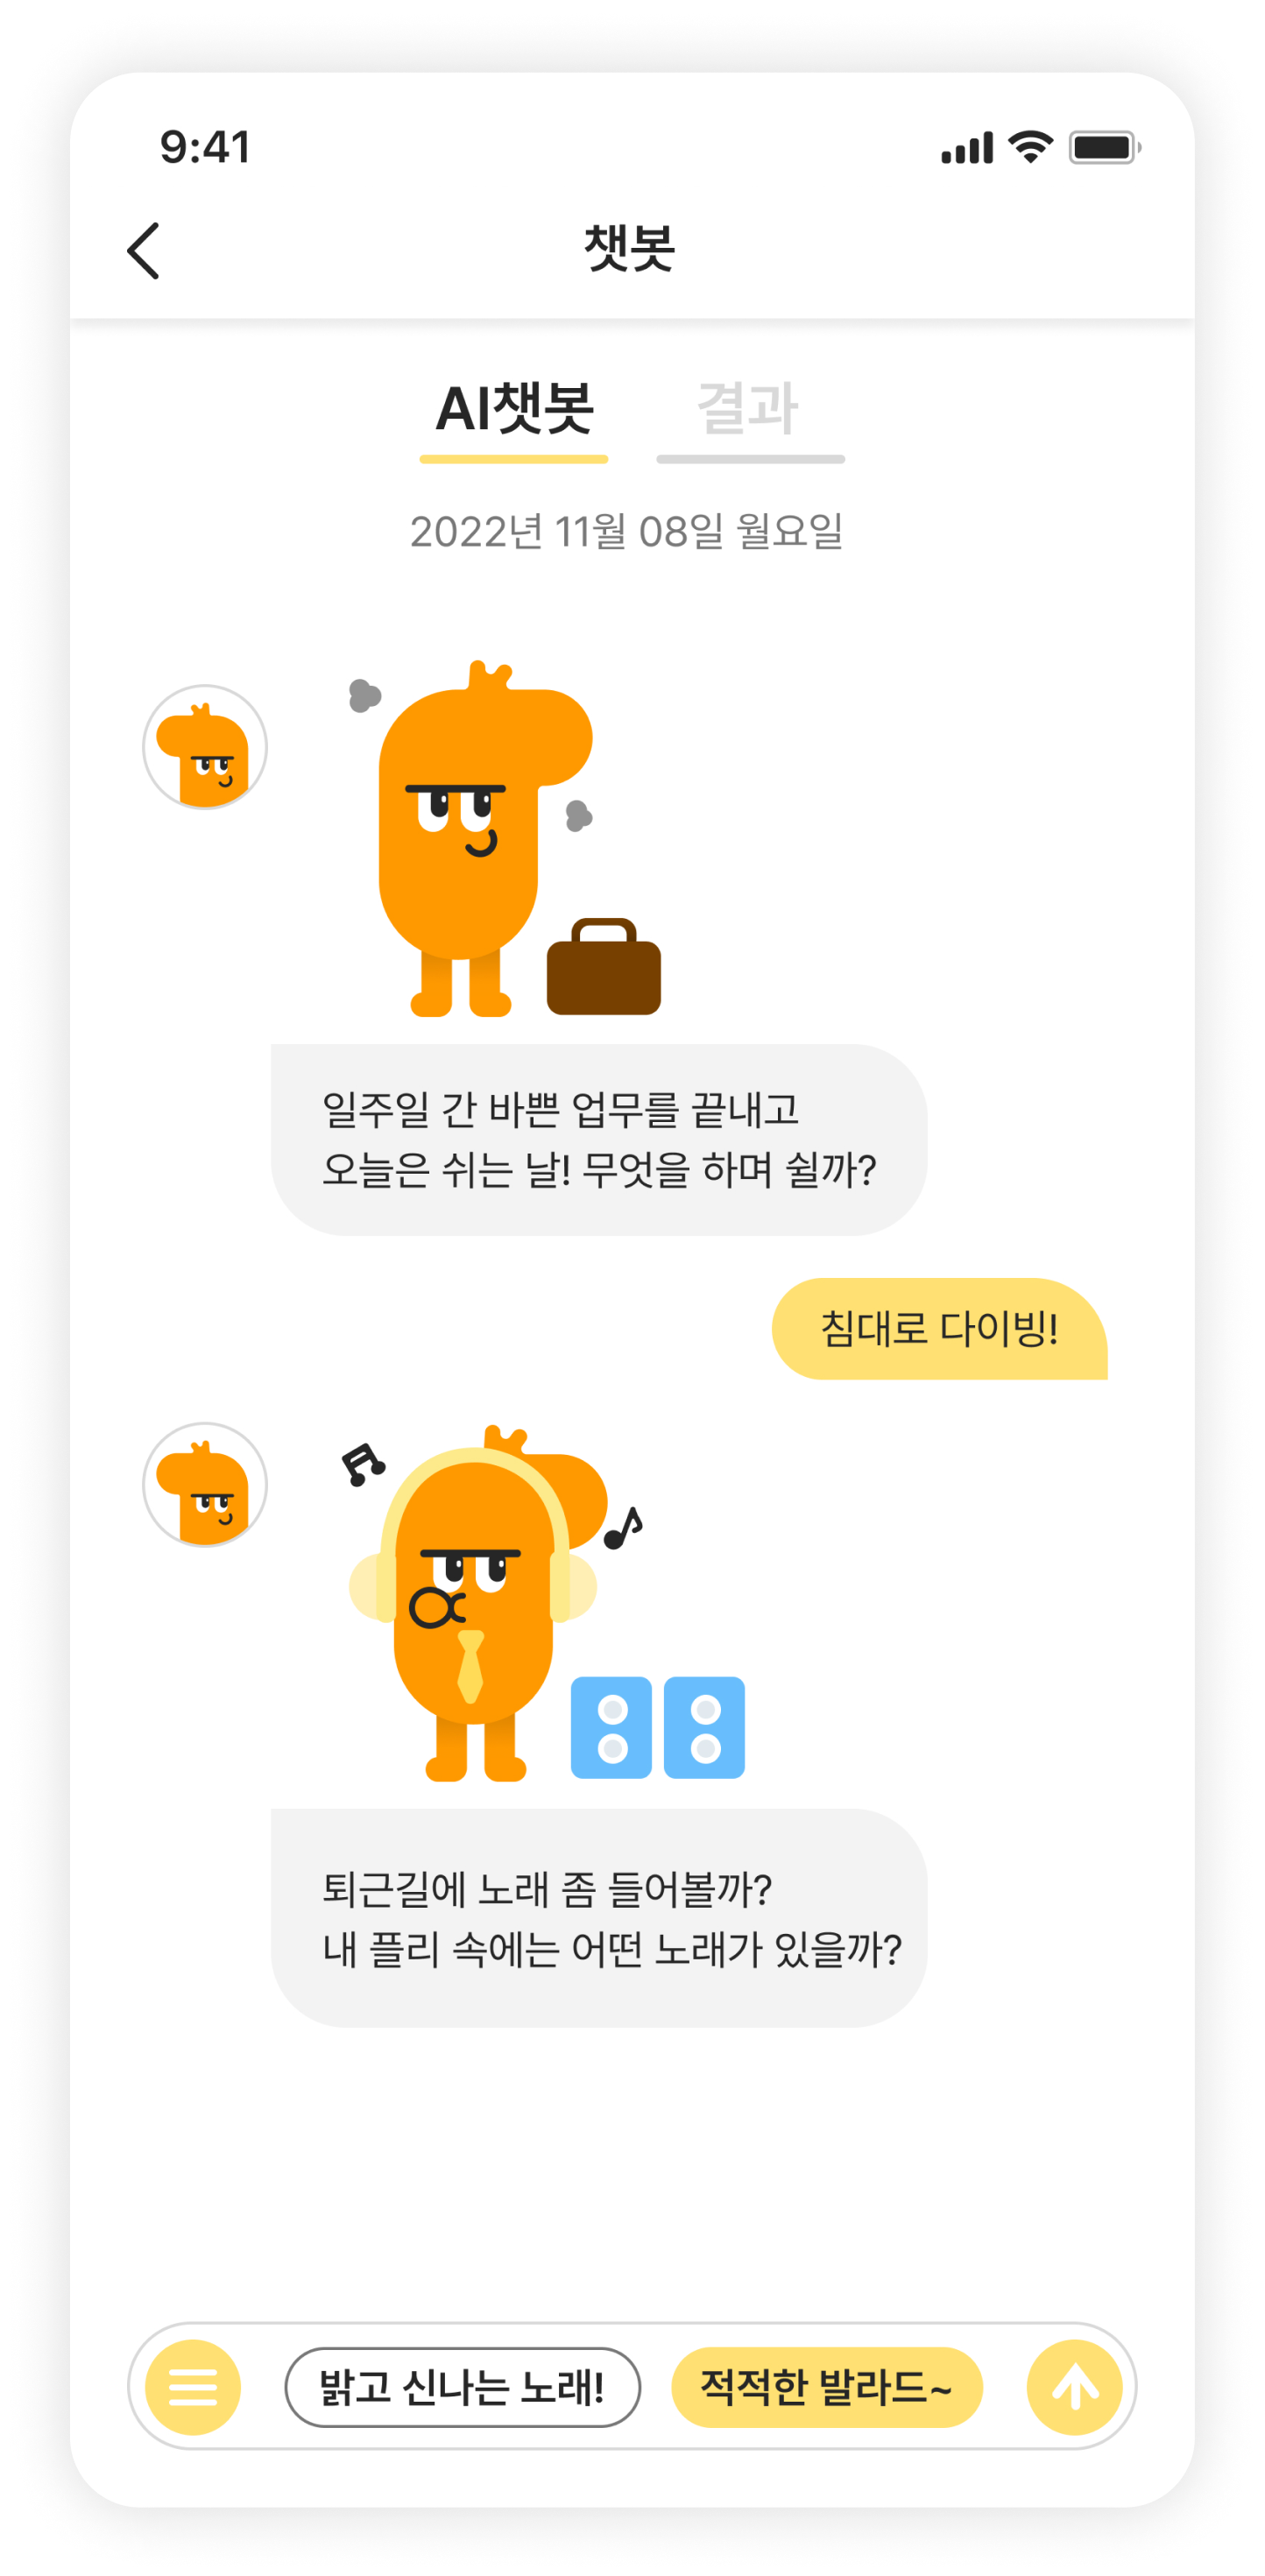 9:41
챗봇
AI챗봇 결과
2022년 11월 08일 월요일
일주일 간 바쁜 업무를 끝내고
오늘은 쉬는 날! 무엇을 하며 쉴까?
침대로 다이빙!
퇴근길에 노래 좀 들어볼까?
내 플리 속에는 어떤 노래가 있을까?
밝고 신나는 노래! 적적한 발라드~